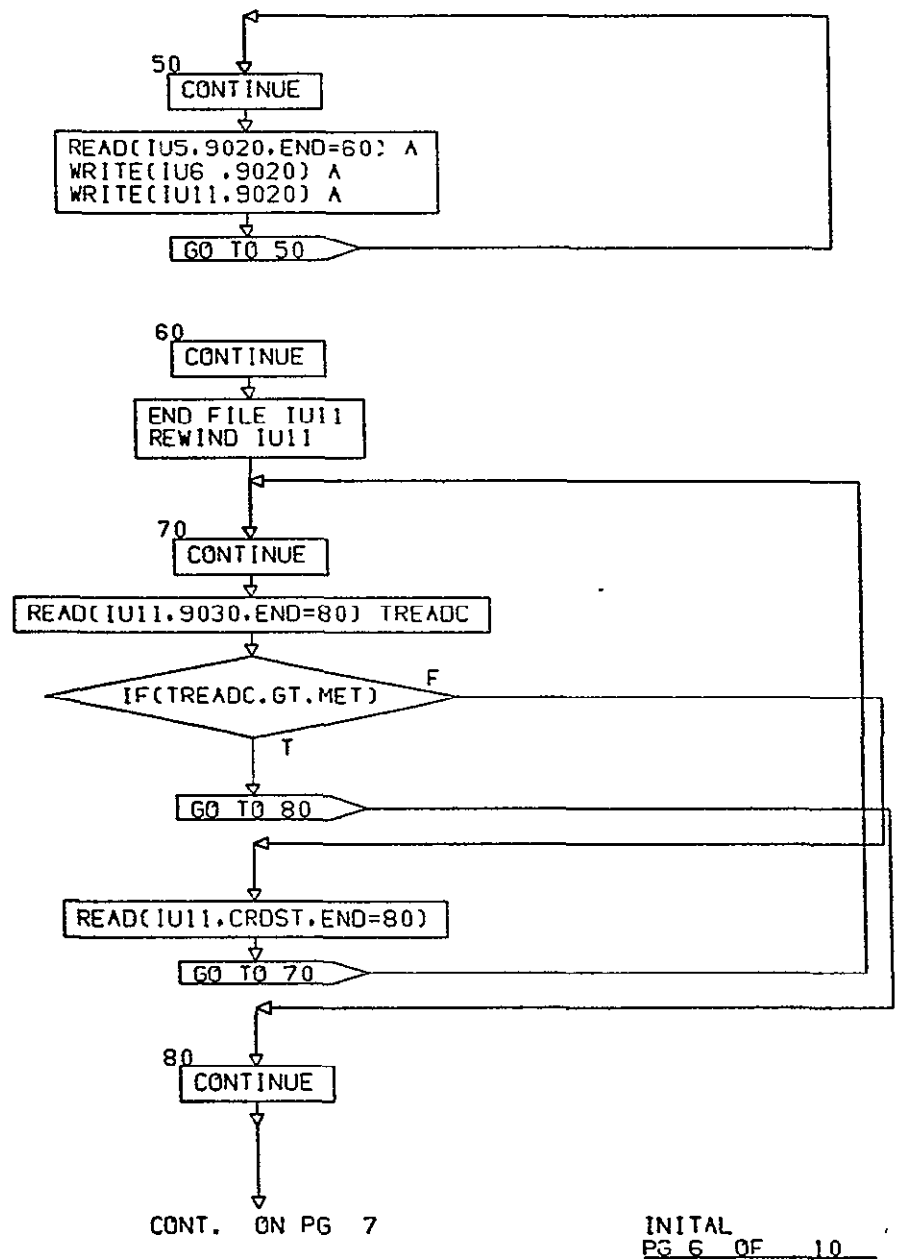 50
CONTINUE
READ(IU5,9020,END=60) A
WRITE(IU6 ,9020) A
WRITE(IU11,9020) A
GO TO 50
60
CONTINUE
END FILE IU11
REWIND IU11
70
CONTINUE
READ(IU11,9030,END=80) TREADC
IF(TREADC.GT.MET)
F
T
GO TO 80
READ(IU11,CRDST,END=80)
GO TO 70
80
CONTINUE
CONT. ON PG 7
INITAL
PG 6 OF 10